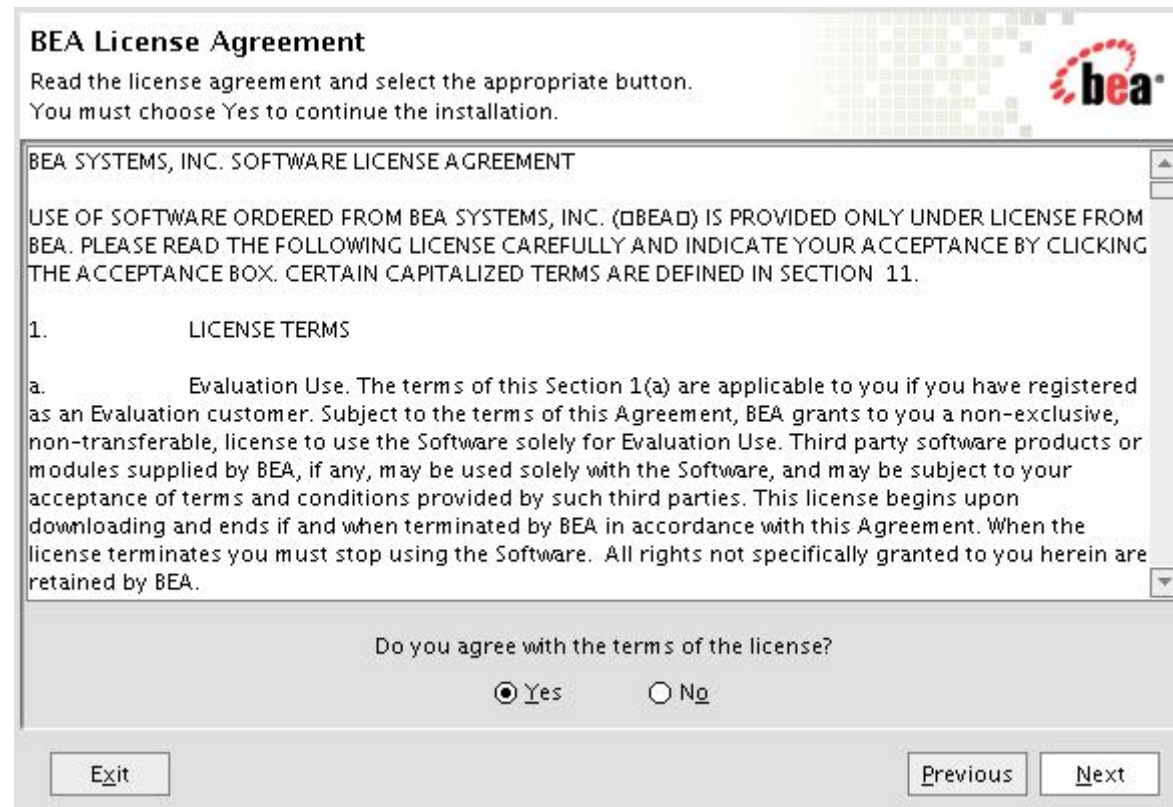 BEA License Agreement
Read the license agreement and select the appropriate button.
You must choose Yes to continue the installation.
bea
BEA SYSTEMS, INC. SOFTWARE LICENSE AGREEMENT
USE OF SOFTWARE ORDERED FROM BEA SYSTEMS, INC. (□BEA□) IS PROVIDED ONLY UNDER LICENSE FROM
BEA. PLEASE READ THE FOLLOWING LICENSE CAREFULLY AND INDICATE YOUR ACCEPTANCE BY CLICKING
THE ACCEPTANCE BOX. CERTAIN CAPITALIZED TERMS ARE DEFINED IN SECTION  11.
1. LICENSE TERMS
a. Evaluation Use. The terms of this Section 1(a) are applicable to you if you have registered
as an Evaluation customer. Subject to the terms of this Agreement, BEA grants to you a non-exclusive,
non-transferable, license to use the Software solely for Evaluation Use. Third party software products or
modules supplied by BEA, if any, may be used solely with the Software, and may be subject to your
acceptance of terms and conditions provided by such third parties. This license begins upon
downloading and ends if and when terminated by BEA in accordance with this Agreement. When the
license terminates you must stop using the Software.  All rights not specifically granted to you herein are
retained by BEA.
Do you agree with the terms of the license?
Yes No
Exit Previous Next